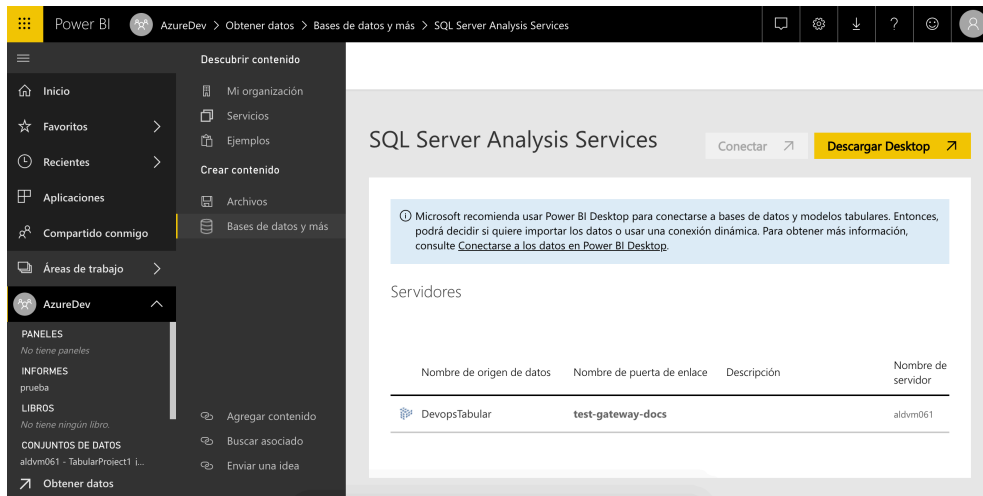 Power BI
AzureDev > Obtener datos > Bases de datos y más > SQL Server Analysis Services
?
Inicio
Favoritos
Recientes
Aplicaciones
Compartido conmigo
Áreas de trabajo
AzureDev
PANELES
No tiene paneles
INFORMES
prueba
LIBROS
No tiene ningún libro.
CONJUNTOS DE DATOS
aldvm061 - TabularProject1_j...
Obtener datos
Descubrir contenido
Mi organización
Servicios
Ejemplos
Crear contenido
Archivos
Bases de datos y más
Agregar contenido
Buscar asociado
Enviar una idea
SQL Server Analysis Services
Conectar
Descargar Desktop
Microsoft recomienda usar Power BI Desktop para conectarse a bases de datos y modelos tabulares. Entonces,
podrá decidir si quiere importar los datos o usar una conexión dinámica. Para obtener más información,
consulte Conectarse a los datos en Power BI Desktop.
Servidores
Nombre de origen de datos Nombre de puerta de enlace Descripción Nombre de
servidor
DevopsTabular test-gateway-docs aldvm061